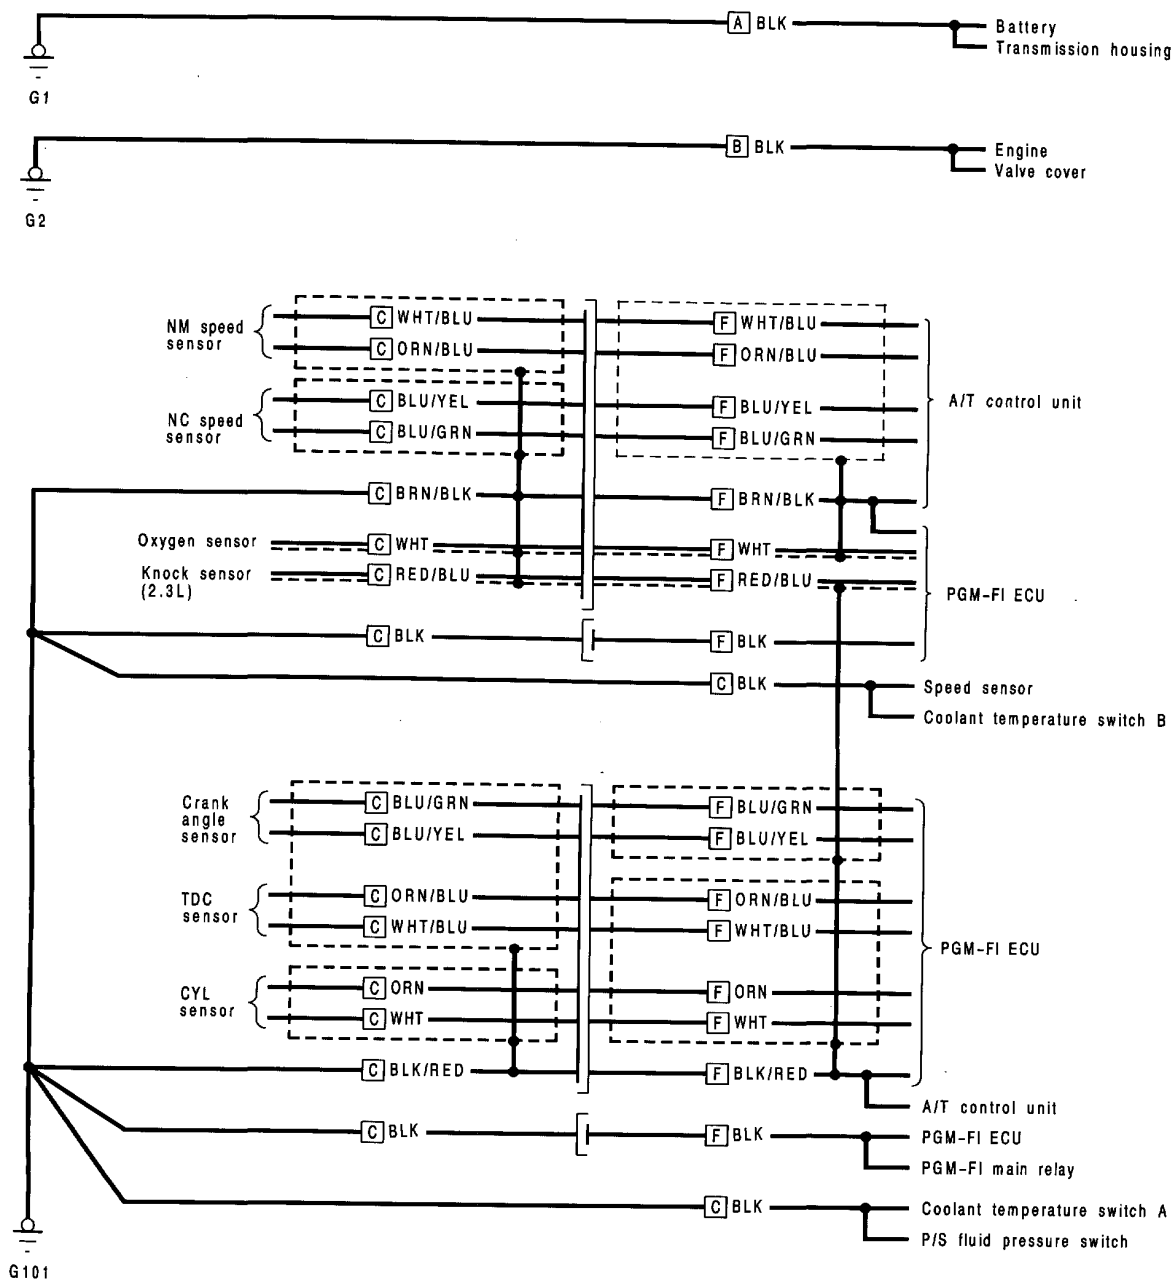 A BLK
Battery
Transmission housing
G1
B BLK
Engine
Valve cover
G2
NM speed
sensor
C WHT/BLU
F WHT/BLU
C ORN/BLU
F ORN/BLU
NC speed
sensor
C BLU/YEL
F BLU/YEL
C BLU/GRN
F BLU/GRN
A/T control unit
C BRN/BLK
F BRN/BLK
Oxygen sensor
C WHT
F WHT
Knock sensor
(2.3L)
C RED/BLU
F RED/BLU
PGM-FI ECU
C BLK
F BLK
C BLK
Speed sensor
Coolant temperature switch B
Crank
angle
sensor
C BLU/GRN
F BLU/GRN
C BLU/YEL
F BLU/YEL
TDC
sensor
C ORN/BLU
F ORN/BLU
C WHT/BLU
F WHT/BLU
PGM-FI ECU
CYL
sensor
C ORN
F ORN
C WHT
F WHT
C BLK/RED
F BLK/RED
A/T control unit
C BLK
F BLK
PGM-FI ECU
PGM-FI main relay
C BLK
Coolant temperature switch A
P/S fluid pressure switch
G101